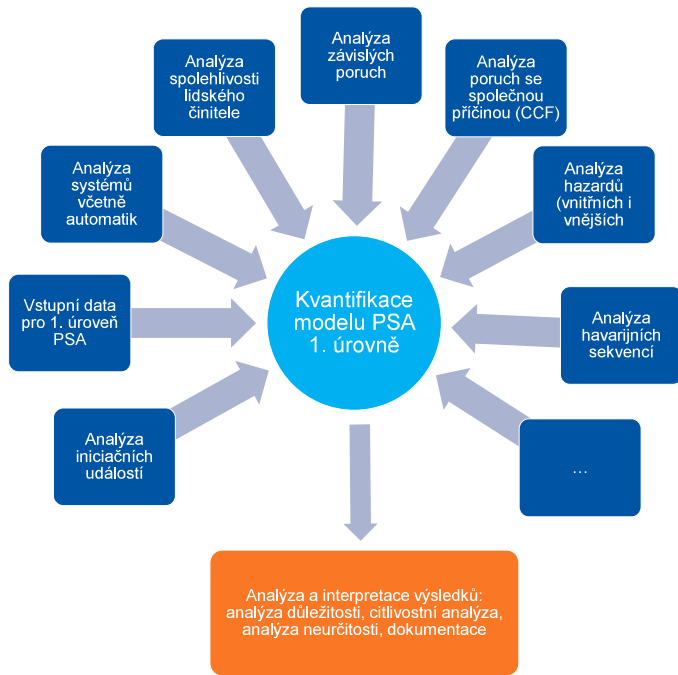 Analýza
závislých
poruch
Analýza
spolehlivosti
lidského
činitele
Analýza
poruch se
společnou
příčinou (CCF)
Analýza
systémů
včetně
automatik
Analýza
hazardů
(vnitřních i
vnějších
Vstupní data
pro 1. úroveň
PSA
Kvantifikace
modelu PSA
1. úrovně
Analýza
havarijních
sekvencí
Analýza
iniciačních
událostí
...
Analýza a interpretace výsledků:
analýza důležitosti, citlivostní analýza,
analýza neurčitosti, dokumentace